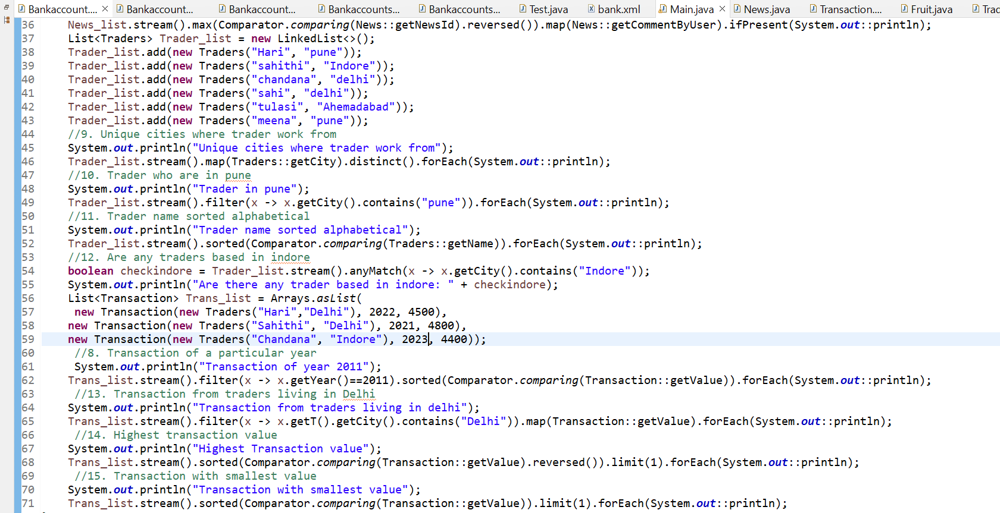 Bankaccount.... Bankaccount... Bankaccount... Bankaccounts... Bankaccounts... Test.java bank.xml Main.java News.java Transaction.... Fruit.java Trac
36 News_list.stream().max(Comparator.comparing(News::getNewsId).reversed()).map(News::getCommentByUser).ifPresent(System.out::println);
37 List<Traders> Trader_list = new LinkedList<>();
38 Trader_list.add(new Traders("Hari", "pune"));
39 Trader_list.add(new Traders("sahithi", "Indore"));
40 Trader_list.add(new Traders("chandana", "delhi"));
41 Trader_list.add(new Traders("sahi", "delhi"));
42 Trader_list.add(new Traders("tulasi", "Ahemadabad"));
43 Trader_list.add(new Traders("meena", "pune"));
44 //9. Unique cities where trader work from
45 System.out.println("Unique cities where trader work from");
46 Trader_list.stream().map(Traders::getCity).distinct().forEach(System.out::println);
47 //10. Trader who are in pune
48 System.out.println("Trader in pune");
49 Trader_list.stream().filter(x -> x.getCity().contains("pune")).forEach(System.out::println);
50 //11. Trader name sorted alphabetical
51 System.out.println("Trader name sorted alphabetical");
52 Trader_list.stream().sorted(Comparator.comparing(Traders::getName)).forEach(System.out::println);
53 //12. Are any traders based in indore
54 boolean checkindore = Trader_list.stream().anyMatch(x -> x.getCity().contains("Indore"));
55 System.out.println("Are there any trader based in indore: " + checkindore);
56 List<Transaction> Trans_list = Arrays.asList(
57 new Transaction(new Traders("Hari","Delhi"), 2022, 4500),
58 new Transaction(new Traders("Sahithi", "Delhi"), 2021, 4800),
59 new Transaction(new Traders("Chandana", "Indore"), 2023, 4400));
60 //8. Transaction of a particular year
61 System.out.println("Transaction of year 2011");
62 Trans_list.stream().filter(x -> x.getYear()==2011).sorted(Comparator.comparing(Transaction::getValue)).forEach(System.out::println);
63 //13. Transaction from traders living in Delhi
64 System.out.println("Transaction from traders living in delhi");
65 Trans_list.stream().filter(x -> x.getT().getCity().contains("Delhi")).map(Transaction::getValue).forEach(System.out::println);
66 //14. Highest transaction value
67 System.out.println("Highest Transaction value");
68 Trans_list.stream().sorted(Comparator.comparing(Transaction::getValue).reversed()).limit(1).forEach(System.out::println);
69 //15. Transaction with smallest value
70 System.out.println("Transaction with smallest value");
71 Trans_list.stream().sorted(Comparator.comparing(Transaction::getValue)).limit(1).forEach(System.out::println);